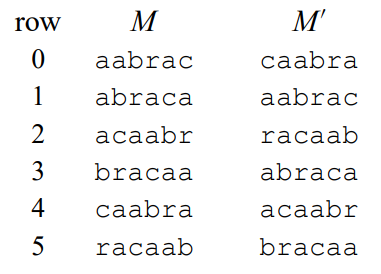 row M M′
0 aabrac caabra
1 abraca aabrac
2 acaabr racaab
3 bracaa abraca
4 caabra acaabr
5 racaab bracaa